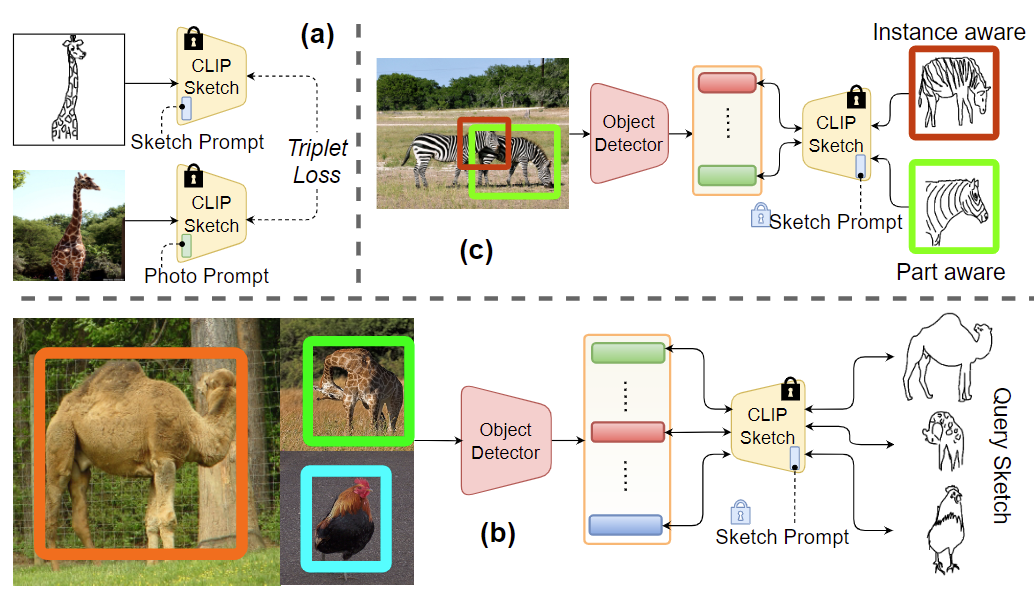 (a)
CLIP
Sketch
Sketch Prompt
Triplet
Loss
CLIP
Sketch
Photo Prompt
Instance aware
Object
Detector
CLIP
Sketch
Sketch Prompt
(c)
Part aware
Object
Detector
CLIP
Sketch
Query Sketch
(b)
Sketch Prompt